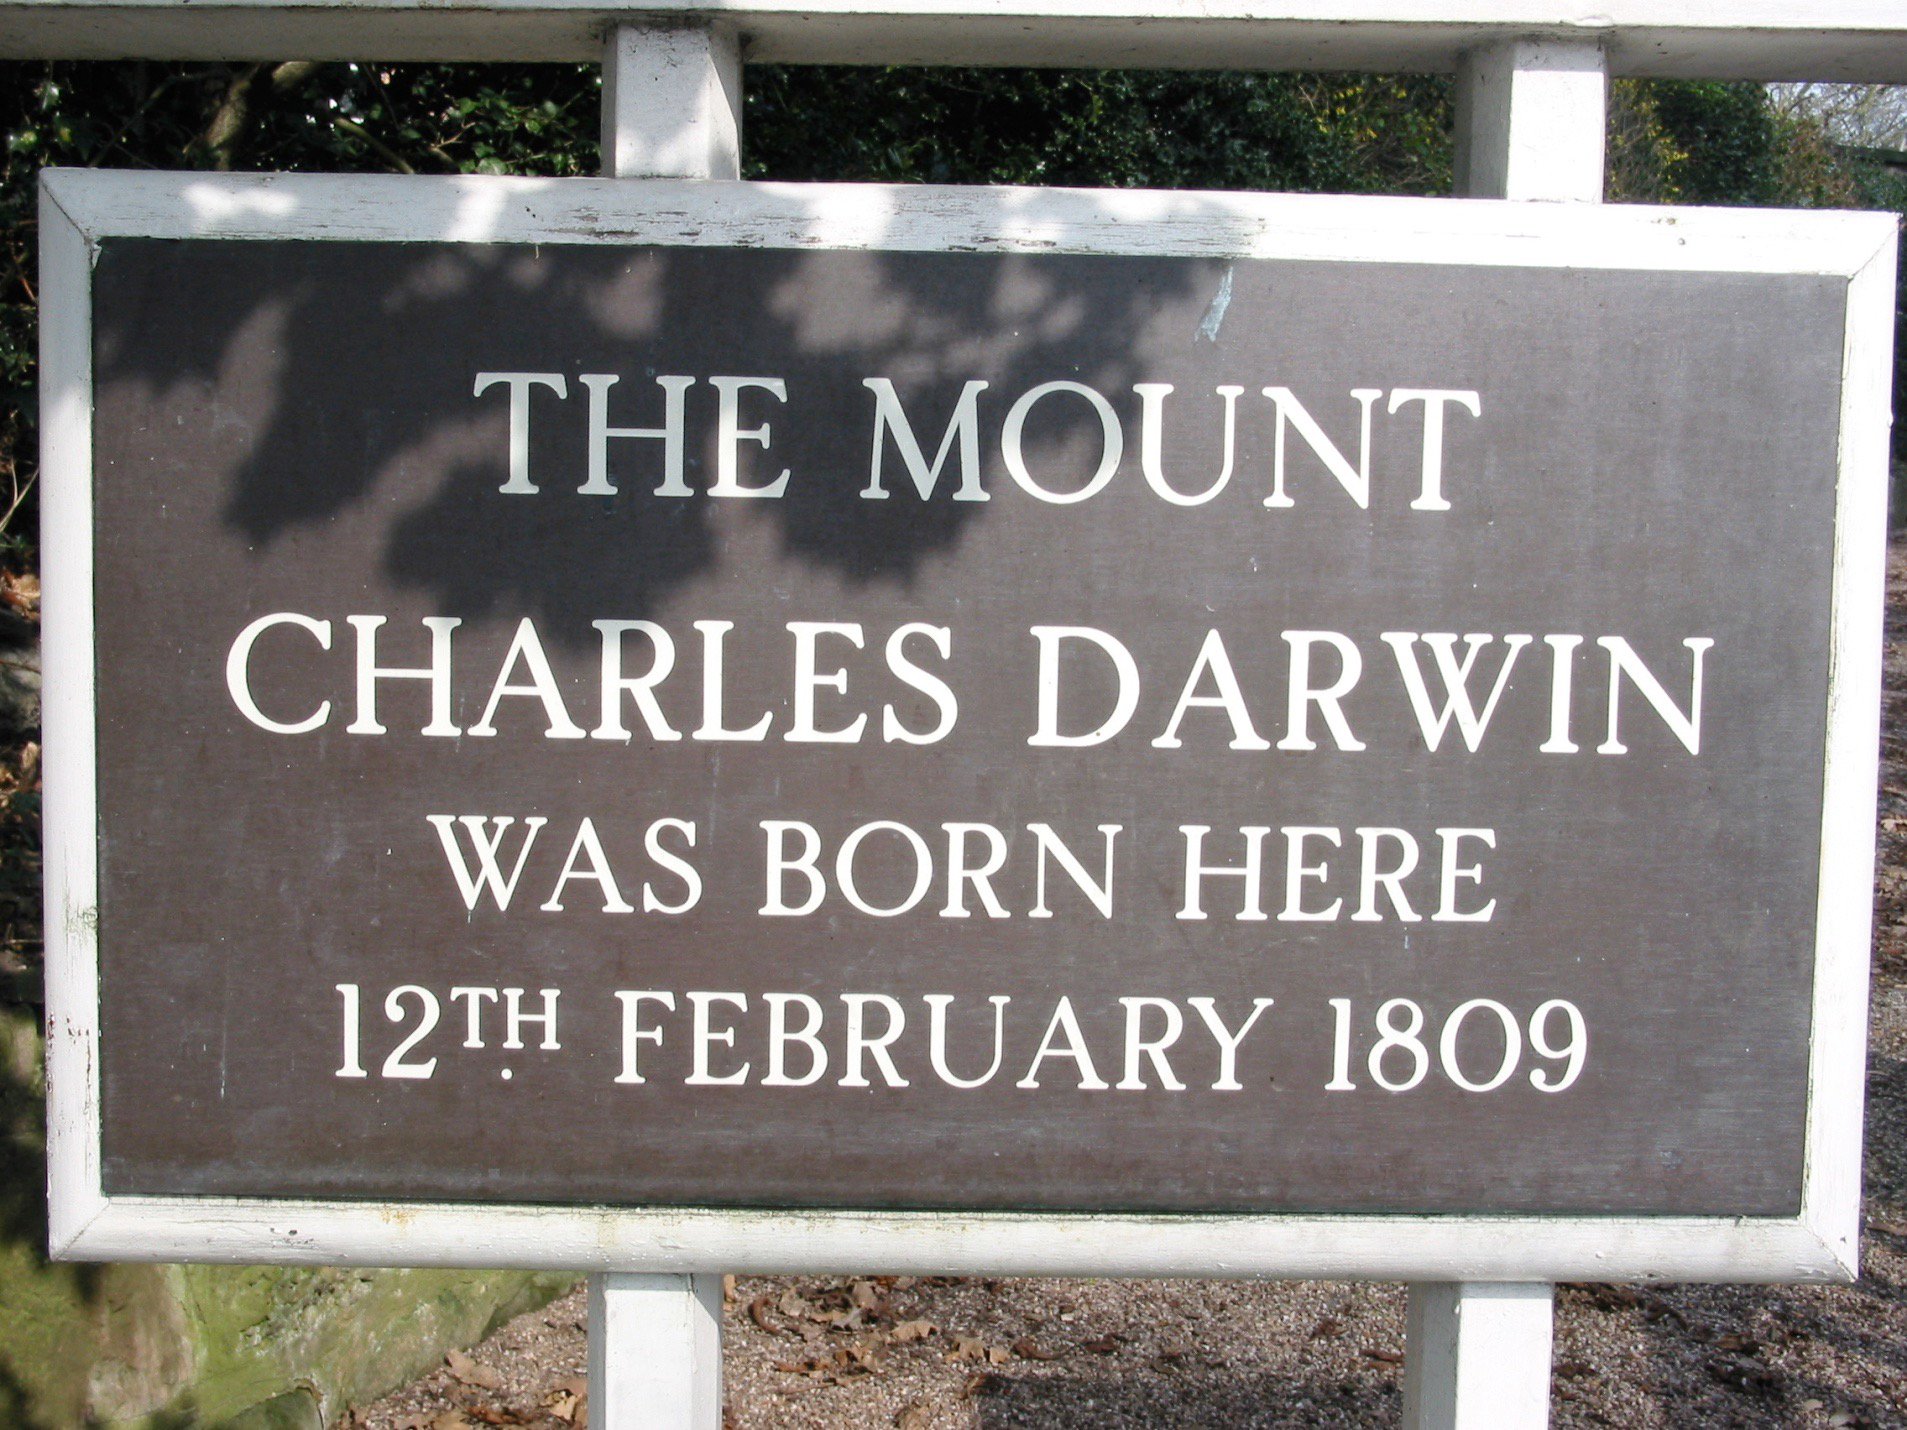 THE MOUNT
CHARLES DARWIN
WAS BORN HERE
12TH. FEBRUARY 1809